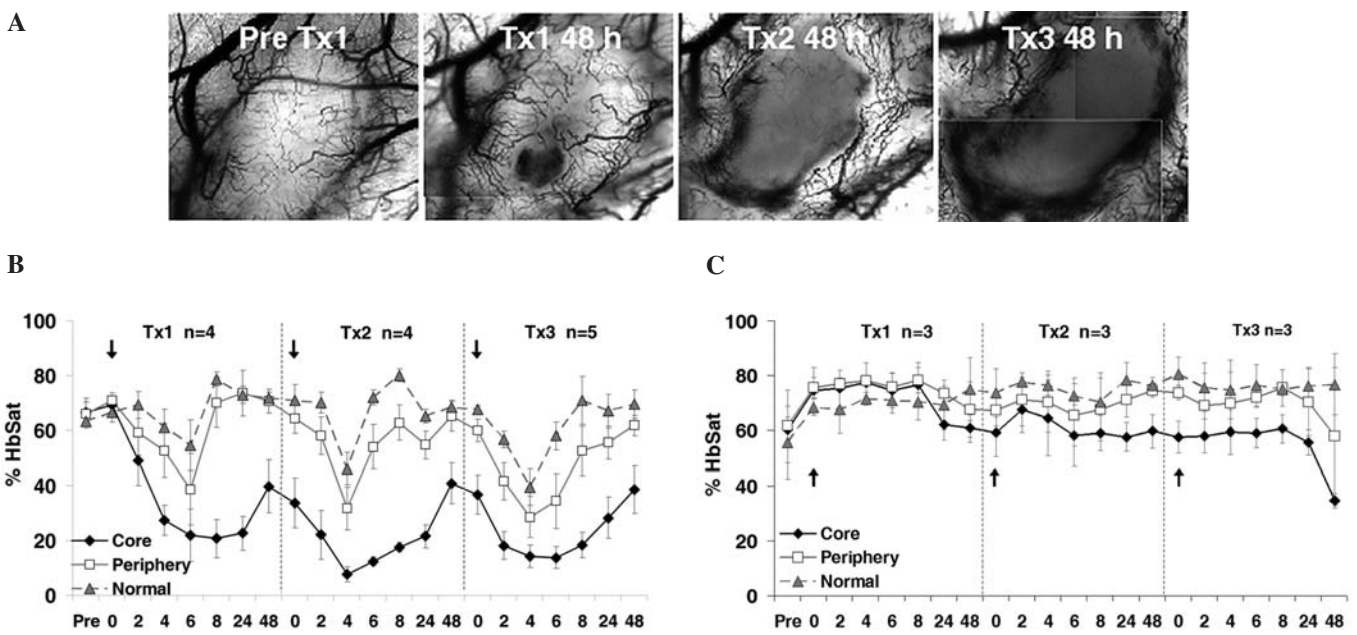 A
Pre Tx1 Tx1 48 h Tx2 48 h Tx3 48 h
B
100
80
60
40
20
0
% HbSat
Tx1 n=4 Tx2 n=4 Tx3 n=5
Core
Periphery
Normal
Pre 0 2 4 6 8 24 48 0 2 4 6 8 24 48 0 2 4 6 8 24 48
C
100
80
60
40
20
0
% HbSat
Tx1 n=3 Tx2 n=3 Tx3 n=3
Core
Periphery
Normal
Pre 0 2 4 6 8 24 48 0 2 4 6 8 24 48 0 2 4 6 8 24 48